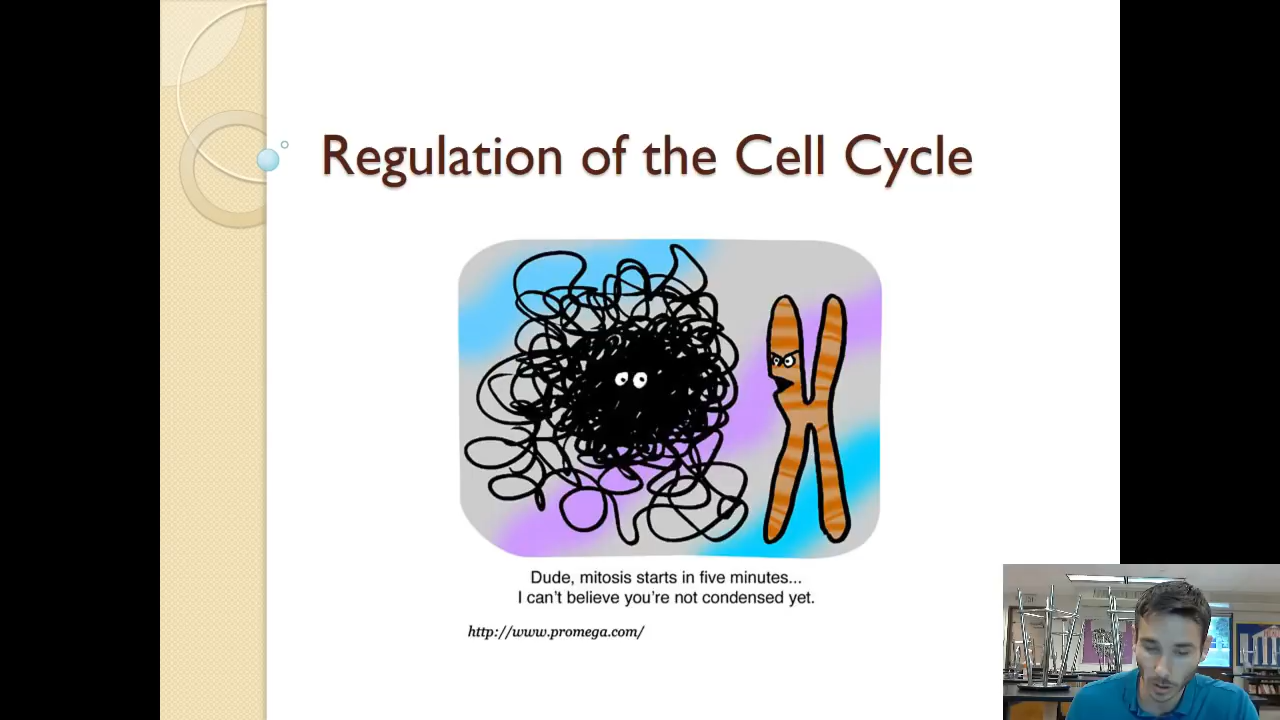 Regulation of the Cell Cycle
Dude, mitosis starts in five minutes...
I can't believe you're not condensed yet.
http://www.promega.com/